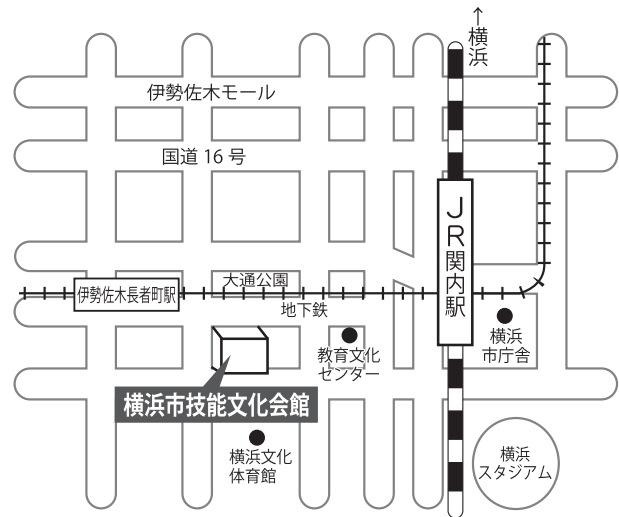 ↑
横浜
伊勢佐木モール
国道 16 号
JR関内駅
大通公園
伊勢佐木長者町駅
地下鉄
横浜
市庁舎
教育文化
センター
横浜市技能文化会館
横浜文化
体育館
横浜
スタジアム